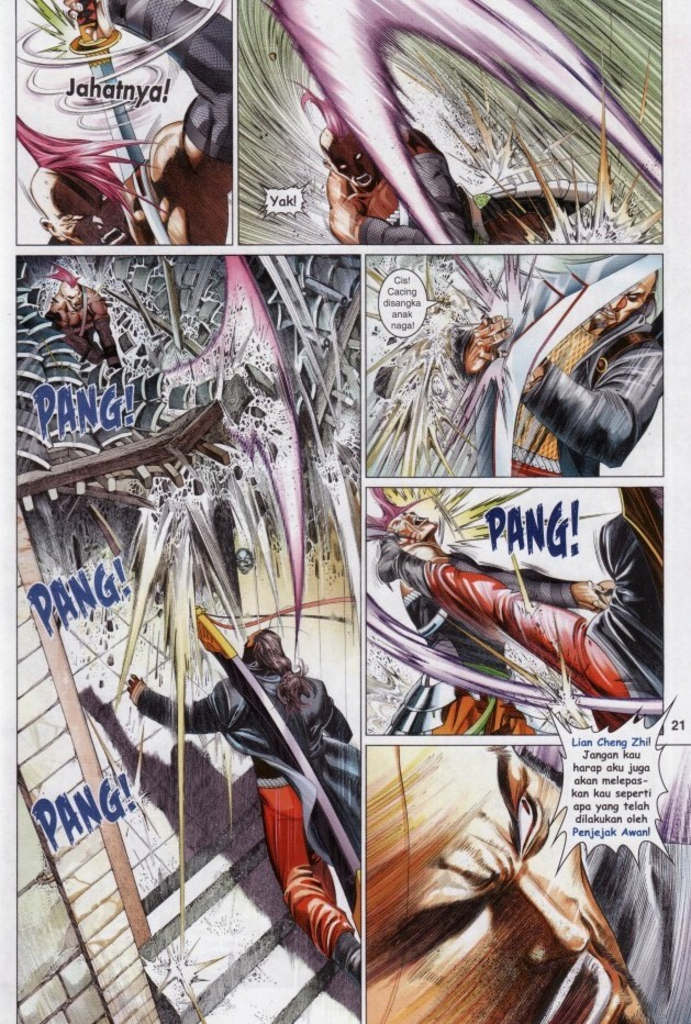 Jahatnya!
Yak!
PANG!
PANG!
PANG!
Cis!
Cacing
disangka
anak
naga!
PANG!
21
Lian Cheng Zhi!
Jangan kau
harap aku juga
akan melepas-
kan kau seperti
apa yang telah
dilakukan oleh
Penjejak Awan!